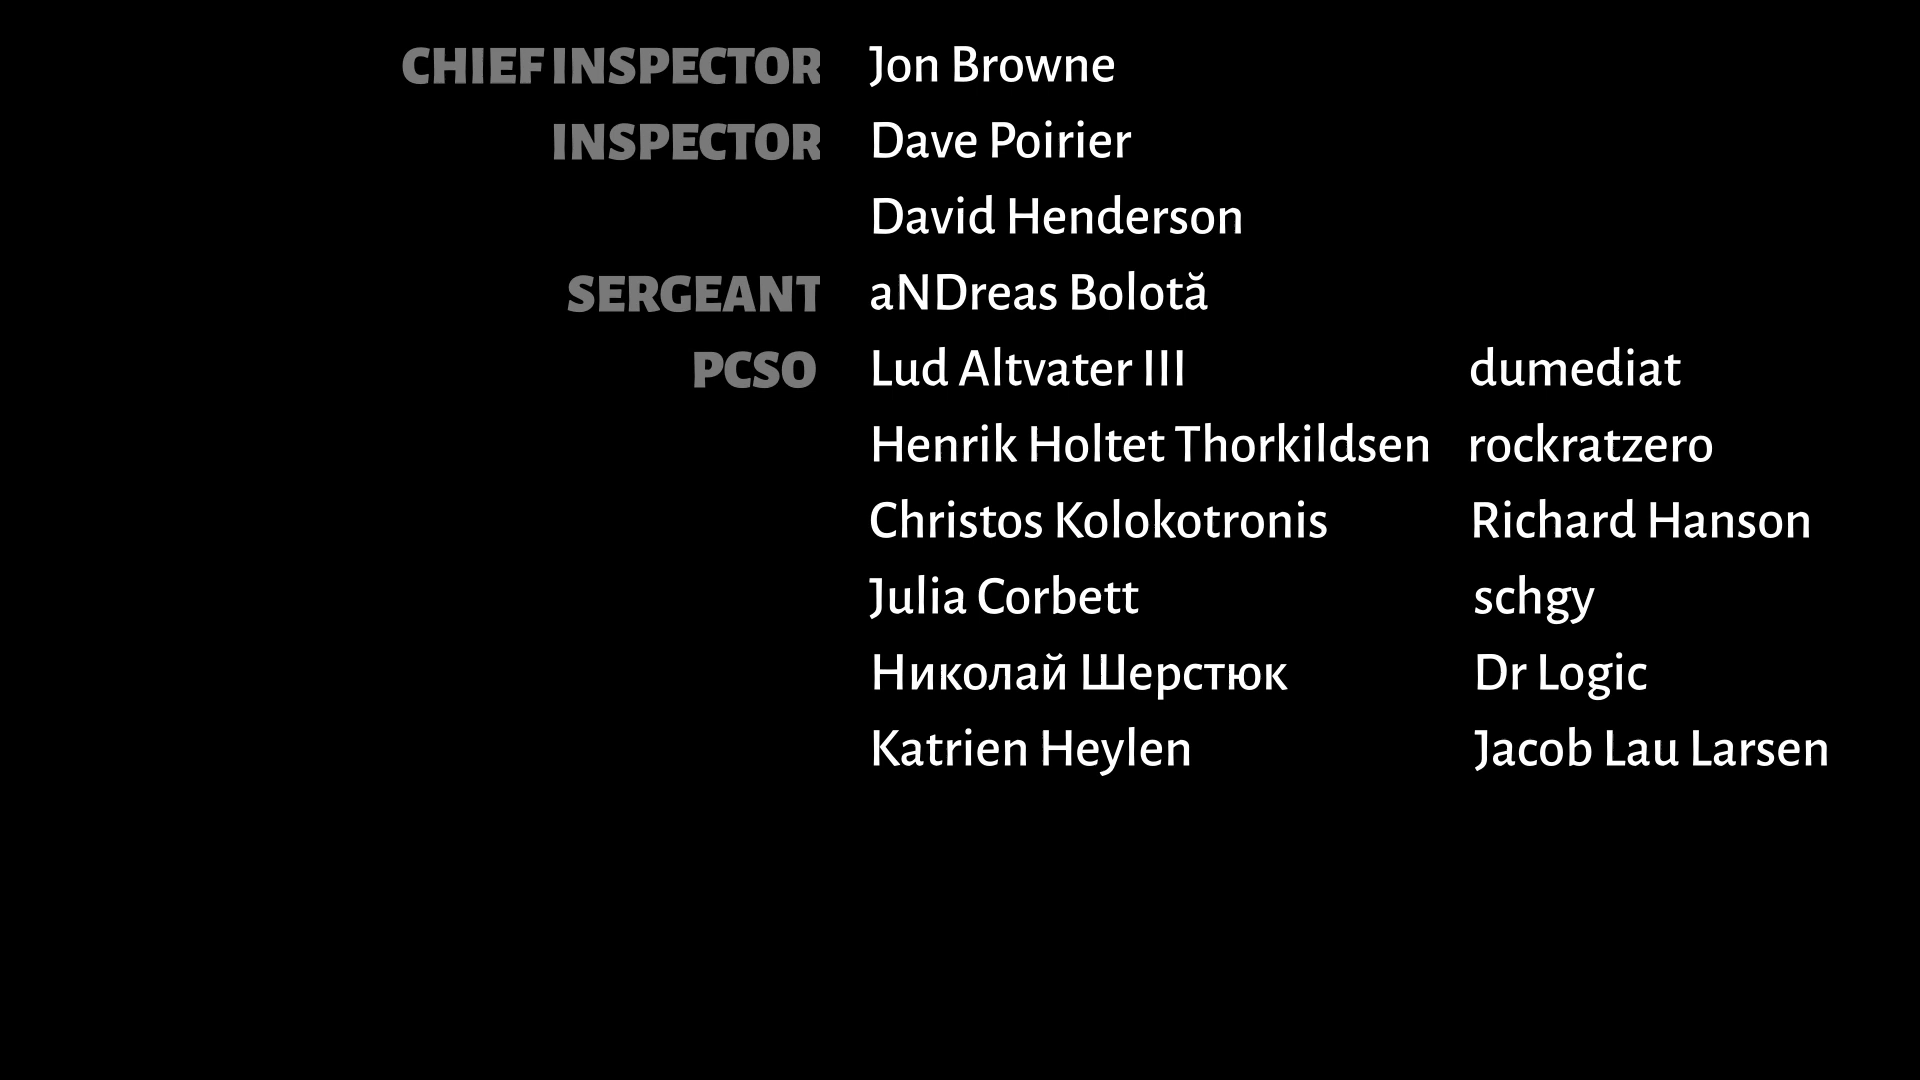 CHIEF INSPECTOR Jon Browne
INSPECTOR Dave Poirier
David Henderson
SERGEANT aNDreas Bolotă
PCSO Lud Altvater III dumediat
Henrik Holtet Thorkildsen rockratzero
Christos Kolokotronis Richard Hanson
Julia Corbett schgy
Николай Шерстюк Dr Logic
Katrien Heylen Jacob Lau Larsen